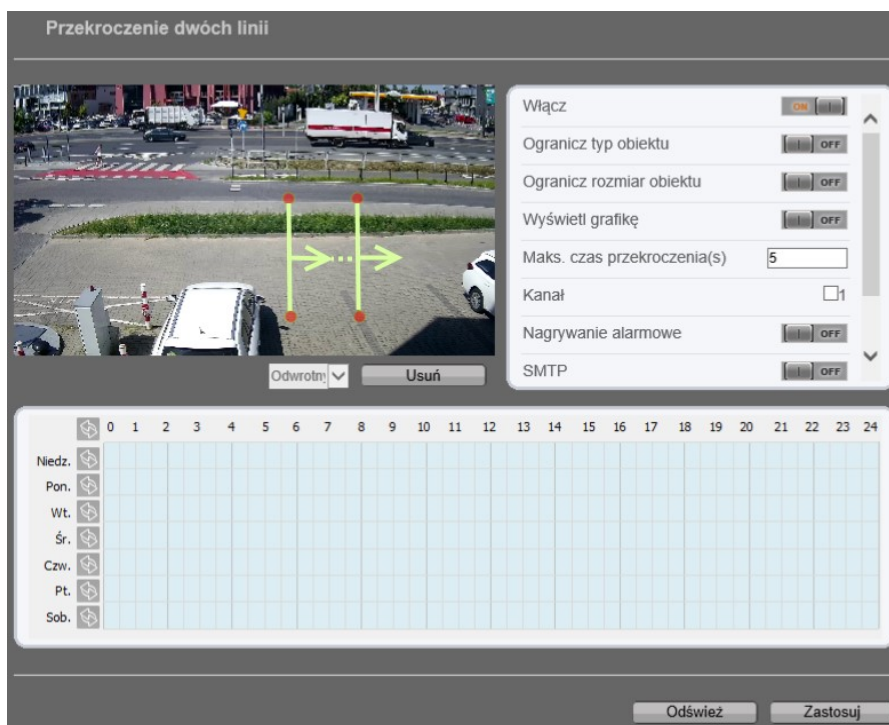 Przekroczenie dwóch linii
Włącz ON
Ogranicz typ obiektu OFF
Ogranicz rozmiar obiektu OFF
Wyświetl grafikę OFF
Maks. czas przekroczenia(s) 5
Kanał 1
Nagrywanie alarmowe OFF
SMTP OFF
Odwrotny Usuń
0 1 2 3 4 5 6 7 8 9 10 11 12 13 14 15 16 17 18 19 20 21 22 23 24
Niedz.
Pon.
Wt.
Śr.
Czw.
Pt.
Sob.
Odśwież Zastosuj